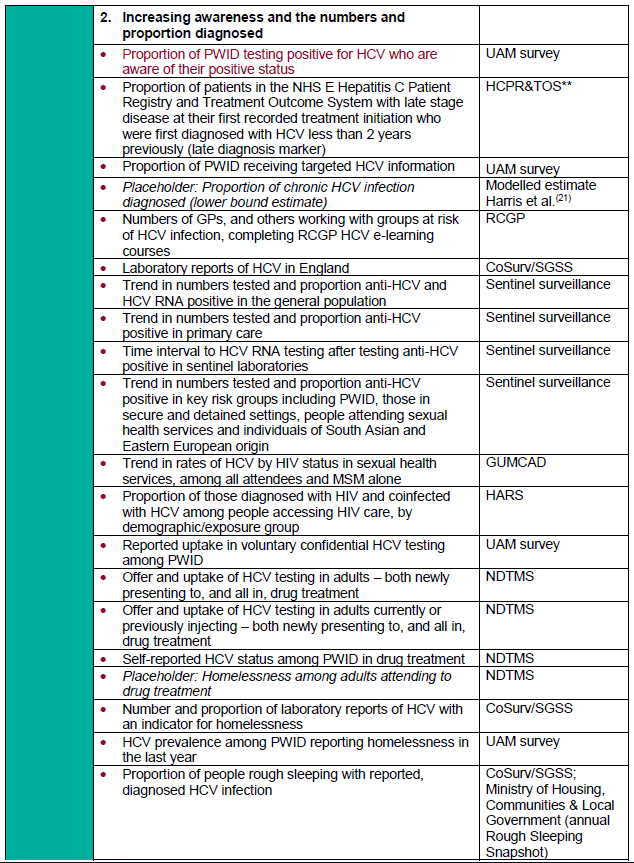 2. Increasing awareness and the numbers and
proportion diagnosed
• Proportion of PWID testing positive for HCV who are
aware of their positive status
UAM survey
• Proportion of patients in the NHS E Hepatitis C Patient
Registry and Treatment Outcome System with late stage
disease at their first recorded treatment initiation who
were first diagnosed with HCV less than 2 years
previously (late diagnosis marker)
HCPR&TOS**
• Proportion of PWID receiving targeted HCV information
UAM survey
• Placeholder: Proportion of chronic HCV infection
diagnosed (lower bound estimate)
Modelled estimate
Harris et al.(21)
• Numbers of GPs, and others working with groups at risk
of HCV infection, completing RCGP HCV e-learning
courses
RCGP
• Laboratory reports of HCV in England
CoSurv/SGSS
• Trend in numbers tested and proportion anti-HCV and
HCV RNA positive in the general population
Sentinel surveillance
• Trend in numbers tested and proportion anti-HCV
positive in primary care
Sentinel surveillance
• Time interval to HCV RNA testing after testing anti-HCV
positive in sentinel laboratories
Sentinel surveillance
• Trend in numbers tested and proportion anti-HCV
positive in key risk groups including PWID, those in
secure and detained settings, people attending sexual
health services and individuals of South Asian and
Eastern European origin
Sentinel surveillance
• Trend in rates of HCV by HIV status in sexual health
services, among all attendees and MSM alone
GUMCAD
• Proportion of those diagnosed with HIV and coinfected
with HCV among people accessing HIV care, by
demographic/exposure group
HARS
• Reported uptake in voluntary confidential HCV testing
among PWID
UAM survey
• Offer and uptake of HCV testing in adults – both newly
presenting to, and all in, drug treatment
NDTMS
• Offer and uptake of HCV testing in adults currently or
previously injecting – both newly presenting to, and all in,
drug treatment
NDTMS
• Self-reported HCV status among PWID in drug treatment
NDTMS
• Placeholder: Homelessness among adults attending to
drug treatment
NDTMS
• Number and proportion of laboratory reports of HCV with
an indicator for homelessness
CoSurv/SGSS
• HCV prevalence among PWID reporting homelessness in
the last year
UAM survey
• Proportion of people rough sleeping with reported,
diagnosed HCV infection
CoSurv/SGSS;
Ministry of Housing,
Communities & Local
Government (annual
Rough Sleeping
Snapshot)